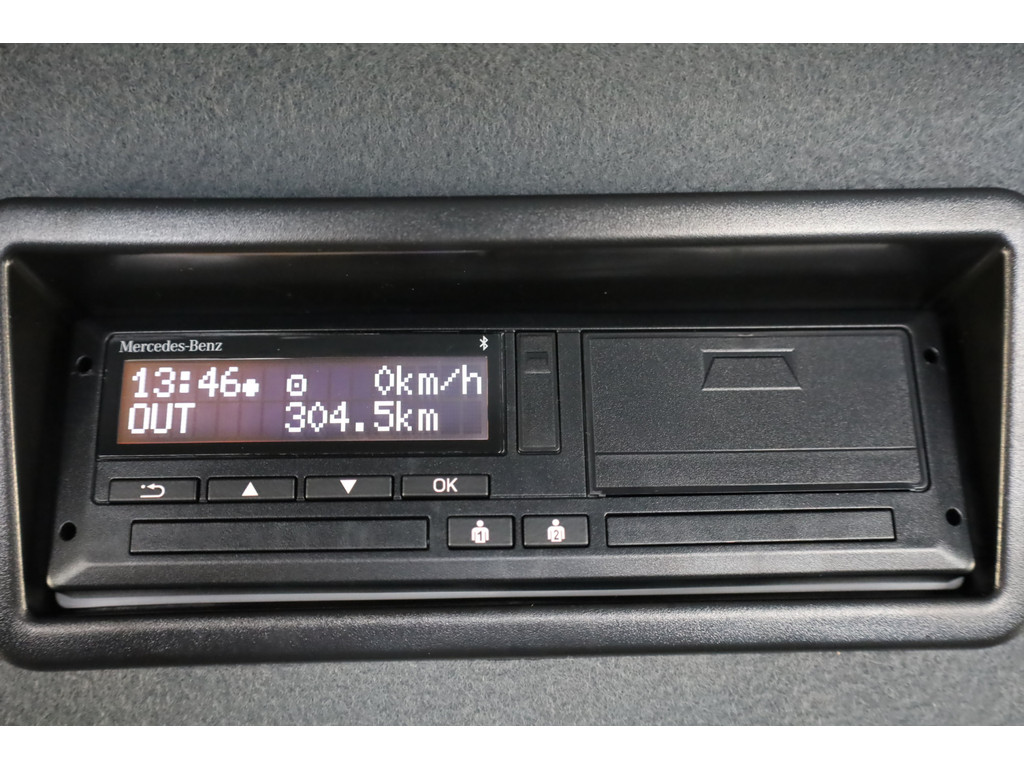 Mercedes-Benz
13:46 0km/h
OUT 304.5km
OK
1 2